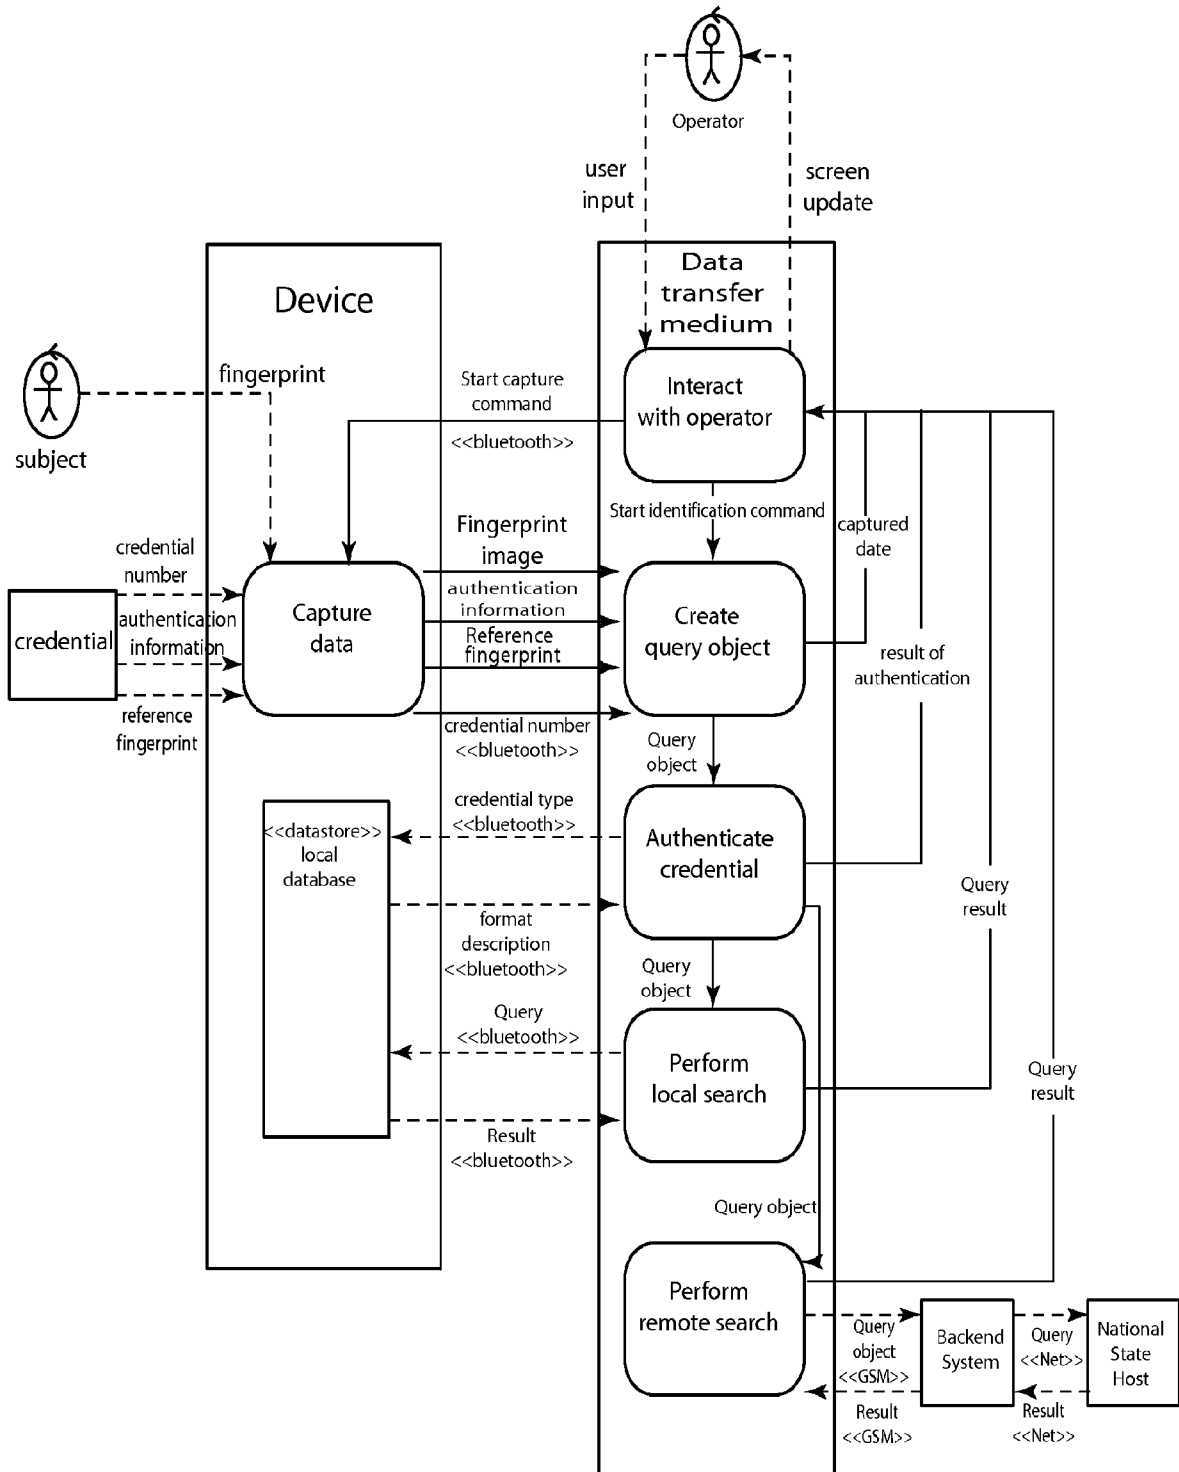 Operator
user
input
screen
update
Device
Data
transfer
medium
fingerprint
subject
Start capture
command
<<bluetooth>>
Interact
with operator
Start identification command
captured
date
Fingerprint
image
credential
number
authentication
information
credential
authentication
information
reference
fingerprint
Capture
data
Reference
fingerprint
Create
query object
result of
authentication
credential number
<<bluetooth>>
Query
object
credential type
<<bluetooth>>
<<datastore>>
local
database
Authenticate
credential
Query
result
format
description
<<bluetooth>>
Query
object
Query
<<bluetooth>>
Perform
local search
Query
result
Result
<<bluetooth>>
Query object
Perform
remote search
Query
object
<<GSM>>
Backend
System
Query
<<Net>>
National
State
Host
Result
<<GSM>>
Result
<<Net>>